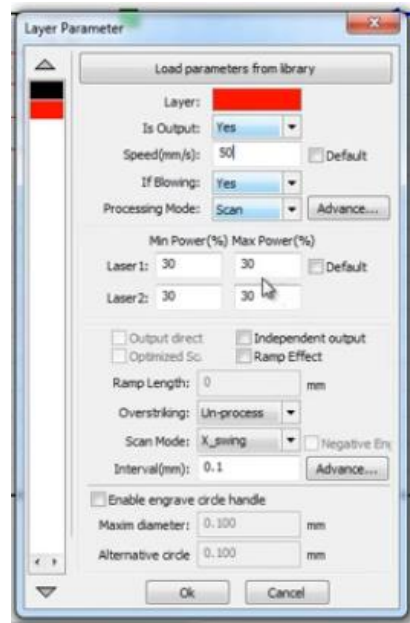 Layer Parameter
Load parameters from library
Layer:
Is Output: Yes
Speed(mm/s): 50 Default
If Blowing: Yes
Processing Mode: Scan Advance...
Min Power(%) Max Power(%)
Laser1: 30 30 Default
Laser2: 30 30
Output direct Independent output
Optimized Sc. Ramp Effect
Ramp Length: 0 mm
Overstriking: Un-process
Scan Mode: X_swing Negative Eng
Interval(mm): 0.1 Advance...
Enable engrave circle handle
Maxim diameter: 0.100 mm
Alternative circle 0.100 mm
Ok Cancel